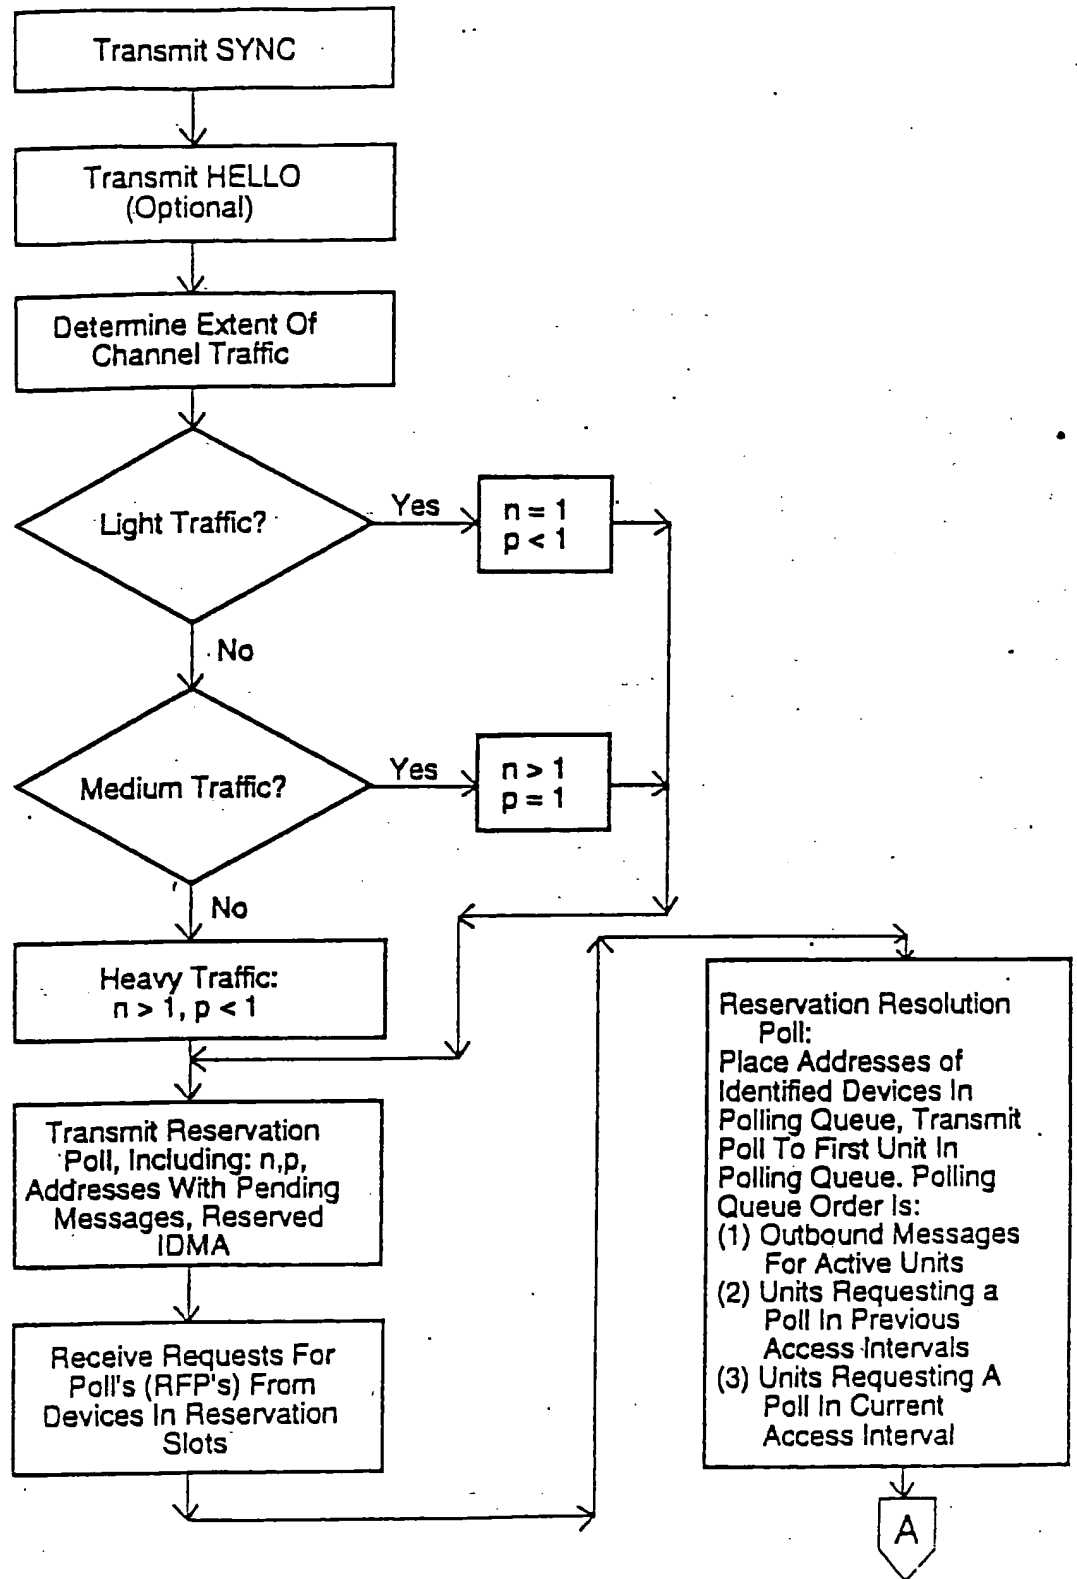 Transmit SYNC
Transmit HELLO
(Optional)
Determine Extent Of
Channel Traffic
Light Traffic?
Yes
n = 1
p < 1
No
Medium Traffic?
Yes
n > 1
p = 1
No
Heavy Traffic:
n > 1, p < 1
Transmit Reservation
Poll, Including: n,p,
Addresses With Pending
Messages, Reserved
IDMA
Receive Requests For
Poll's (RFP's) From
Devices In Reservation
Slots
Reservation Resolution
Poll:
Place Addresses of
Identified Devices In
Polling Queue, Transmit
Poll To First Unit In
Polling Queue. Polling
Queue Order Is:
(1) Outbound Messages
For Active Units
(2) Units Requesting a
Poll In Previous
Access Intervals
(3) Units Requesting A
Poll In Current
Access Interval
A